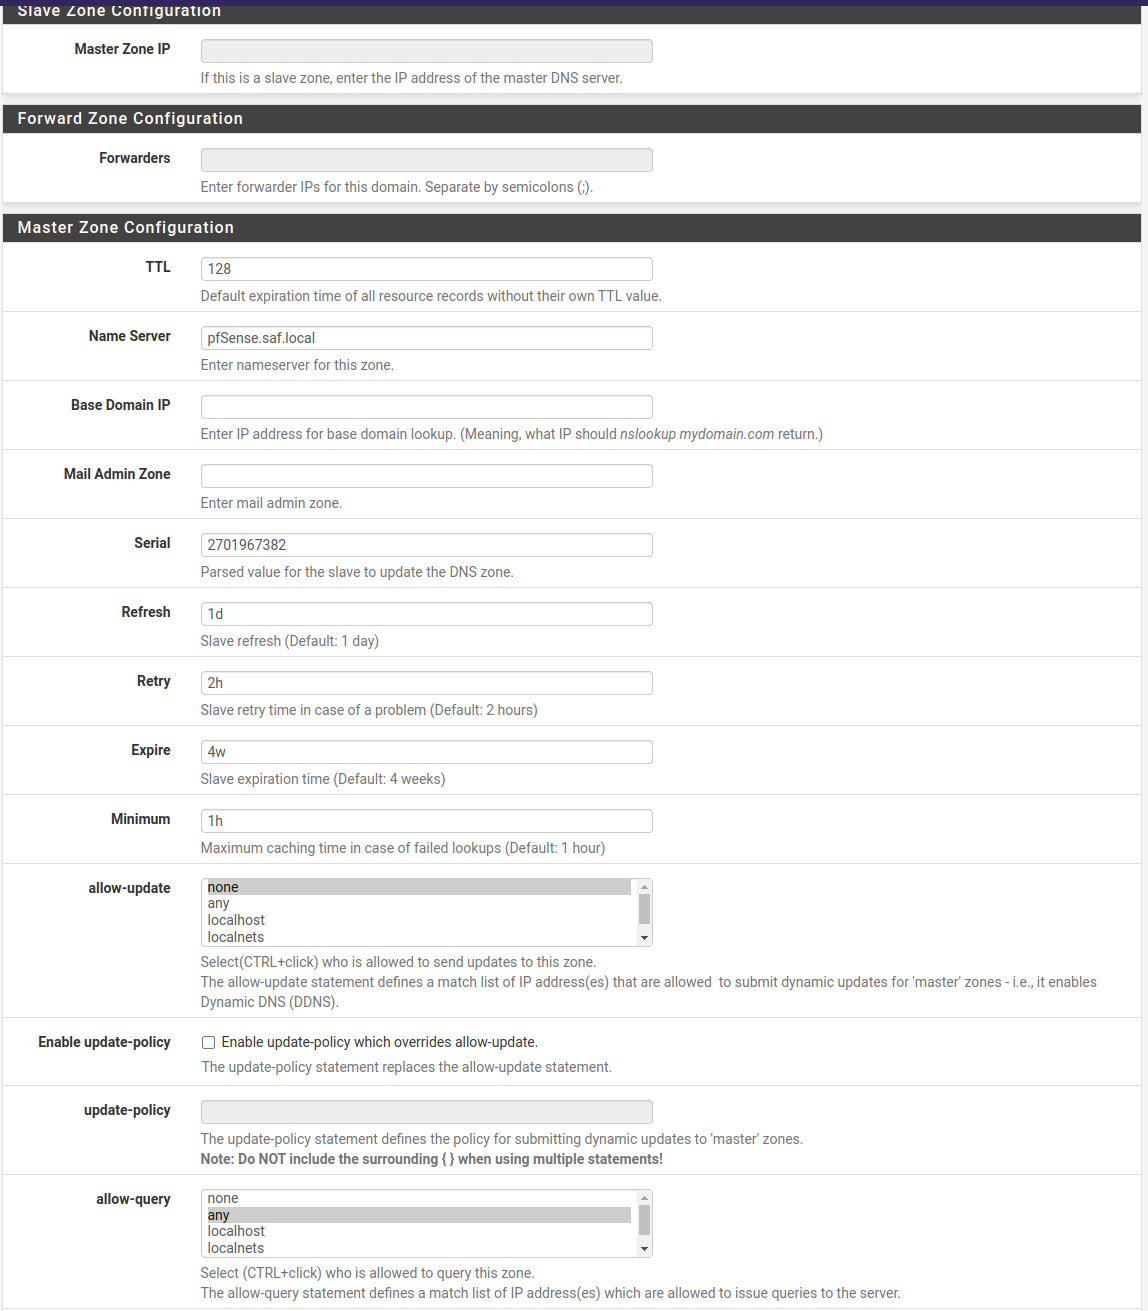 Slave Zone Configuration
Master Zone IP
If this is a slave zone, enter the IP address of the master DNS server.
Forward Zone Configuration
Forwarders
Enter forwarder IPs for this domain. Separate by semicolons (;).
Master Zone Configuration
TTL 128
Default expiration time of all resource records without their own TTL value.
Name Server pfSense.saf.local
Enter nameserver for this zone.
Base Domain IP
Enter IP address for base domain lookup. (Meaning, what IP should nslookup mydomain.com return.)
Mail Admin Zone
Enter mail admin zone.
Serial 2701967382
Parsed value for the slave to update the DNS zone.
Refresh 1d
Slave refresh (Default: 1 day)
Retry 2h
Slave retry time in case of a problem (Default: 2 hours)
Expire 4w
Slave expiration time (Default: 4 weeks)
Minimum 1h
Maximum caching time in case of failed lookups (Default: 1 hour)
allow-update none
any
localhost
localnets
Select(CTRL+click) who is allowed to send updates to this zone.
The allow-update statement defines a match list of IP address(es) that are allowed to submit dynamic updates for 'master' zones - i.e., it enables
Dynamic DNS (DDNS).
Enable update-policy Enable update-policy which overrides allow-update.
The update-policy statement replaces the allow-update statement.
update-policy
The update-policy statement defines the policy for submitting dynamic updates to 'master' zones.
Note: Do NOT include the surrounding { } when using multiple statements!
allow-query none
any
localhost
localnets
Select (CTRL+click) who is allowed to query this zone.
The allow-query statement defines a match list of IP address(es) which are allowed to issue queries to the server.